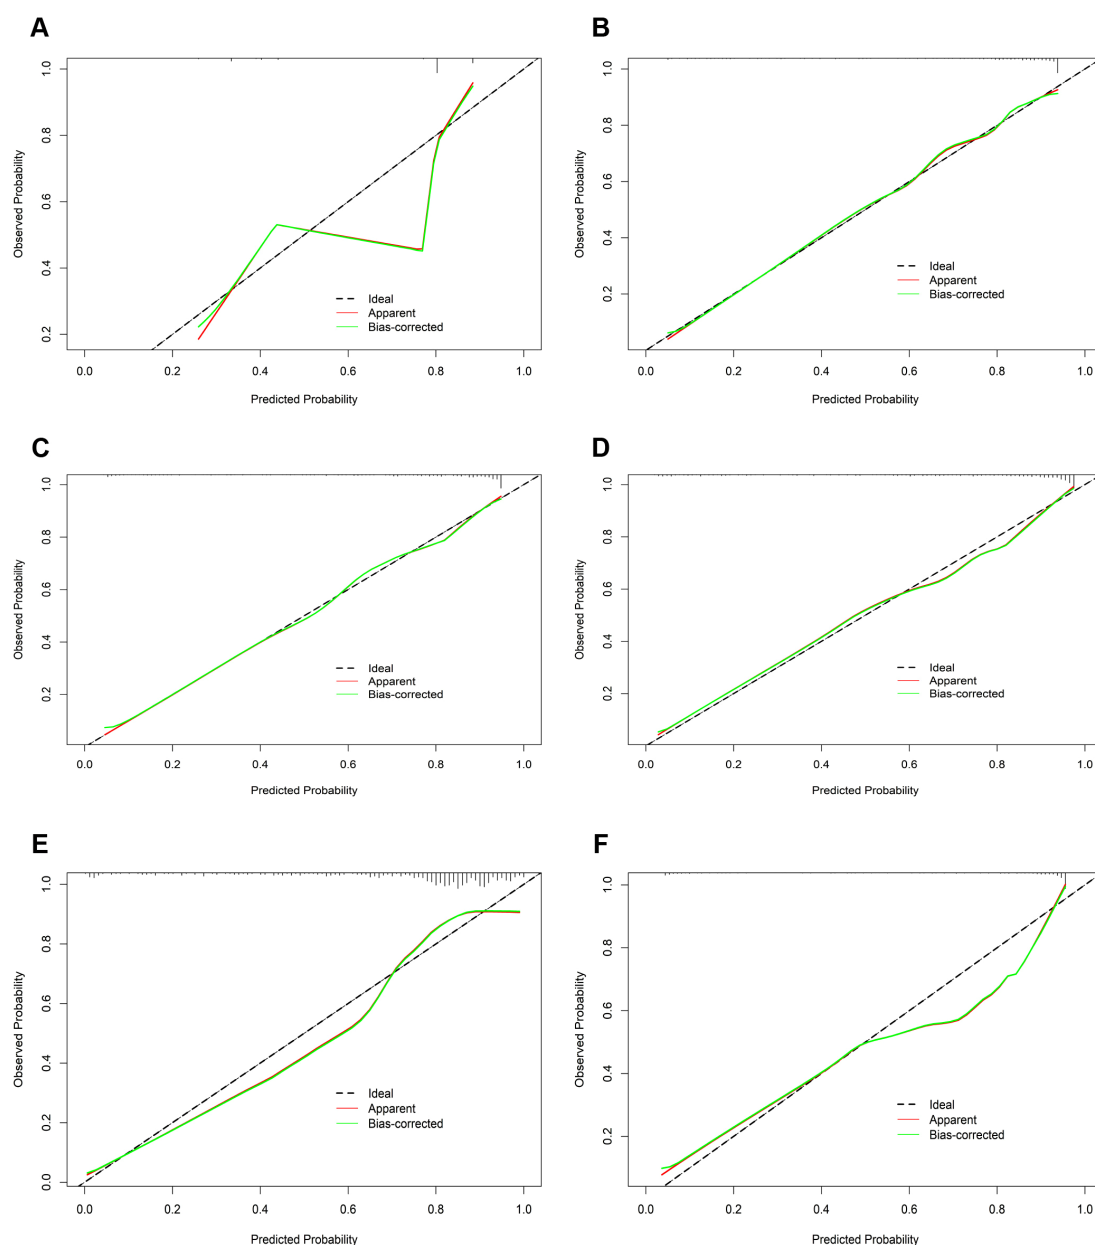 A
1.0
0.8
0.6
0.4
0.2
Observed Probability
Ideal
Apparent
Bias-corrected
0.0 0.2 0.4 0.6 0.8 1.0
Predicted Probability
B
1.0
0.8
0.6
0.4
0.2
Observed Probability
Ideal
Apparent
Bias-corrected
0.0 0.2 0.4 0.6 0.8 1.0
Predicted Probability
C
1.0
0.8
0.6
0.4
0.2
Observed Probability
Ideal
Apparent
Bias-corrected
0.0 0.2 0.4 0.6 0.8 1.0
Predicted Probability
D
1.0
0.8
0.6
0.4
0.2
Observed Probability
Ideal
Apparent
Bias-corrected
0.0 0.2 0.4 0.6 0.8 1.0
Predicted Probability
E
1.0
0.8
0.6
0.4
0.2
0.0
Observed Probability
Ideal
Apparent
Bias-corrected
0.0 0.2 0.4 0.6 0.8 1.0
Predicted Probability
F
1.0
0.8
0.6
0.4
0.2
Observed Probability
Ideal
Apparent
Bias-corrected
0.0 0.2 0.4 0.6 0.8 1.0
Predicted Probability